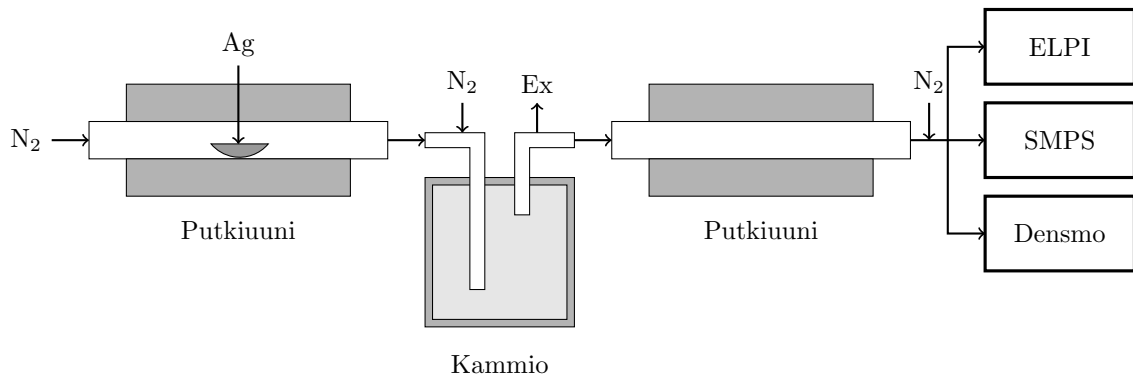 Ag
N₂
Putkiuuni
N₂
Ex
Kammio
Putkiuuni
N₂
ELPI
SMPS
Densmo